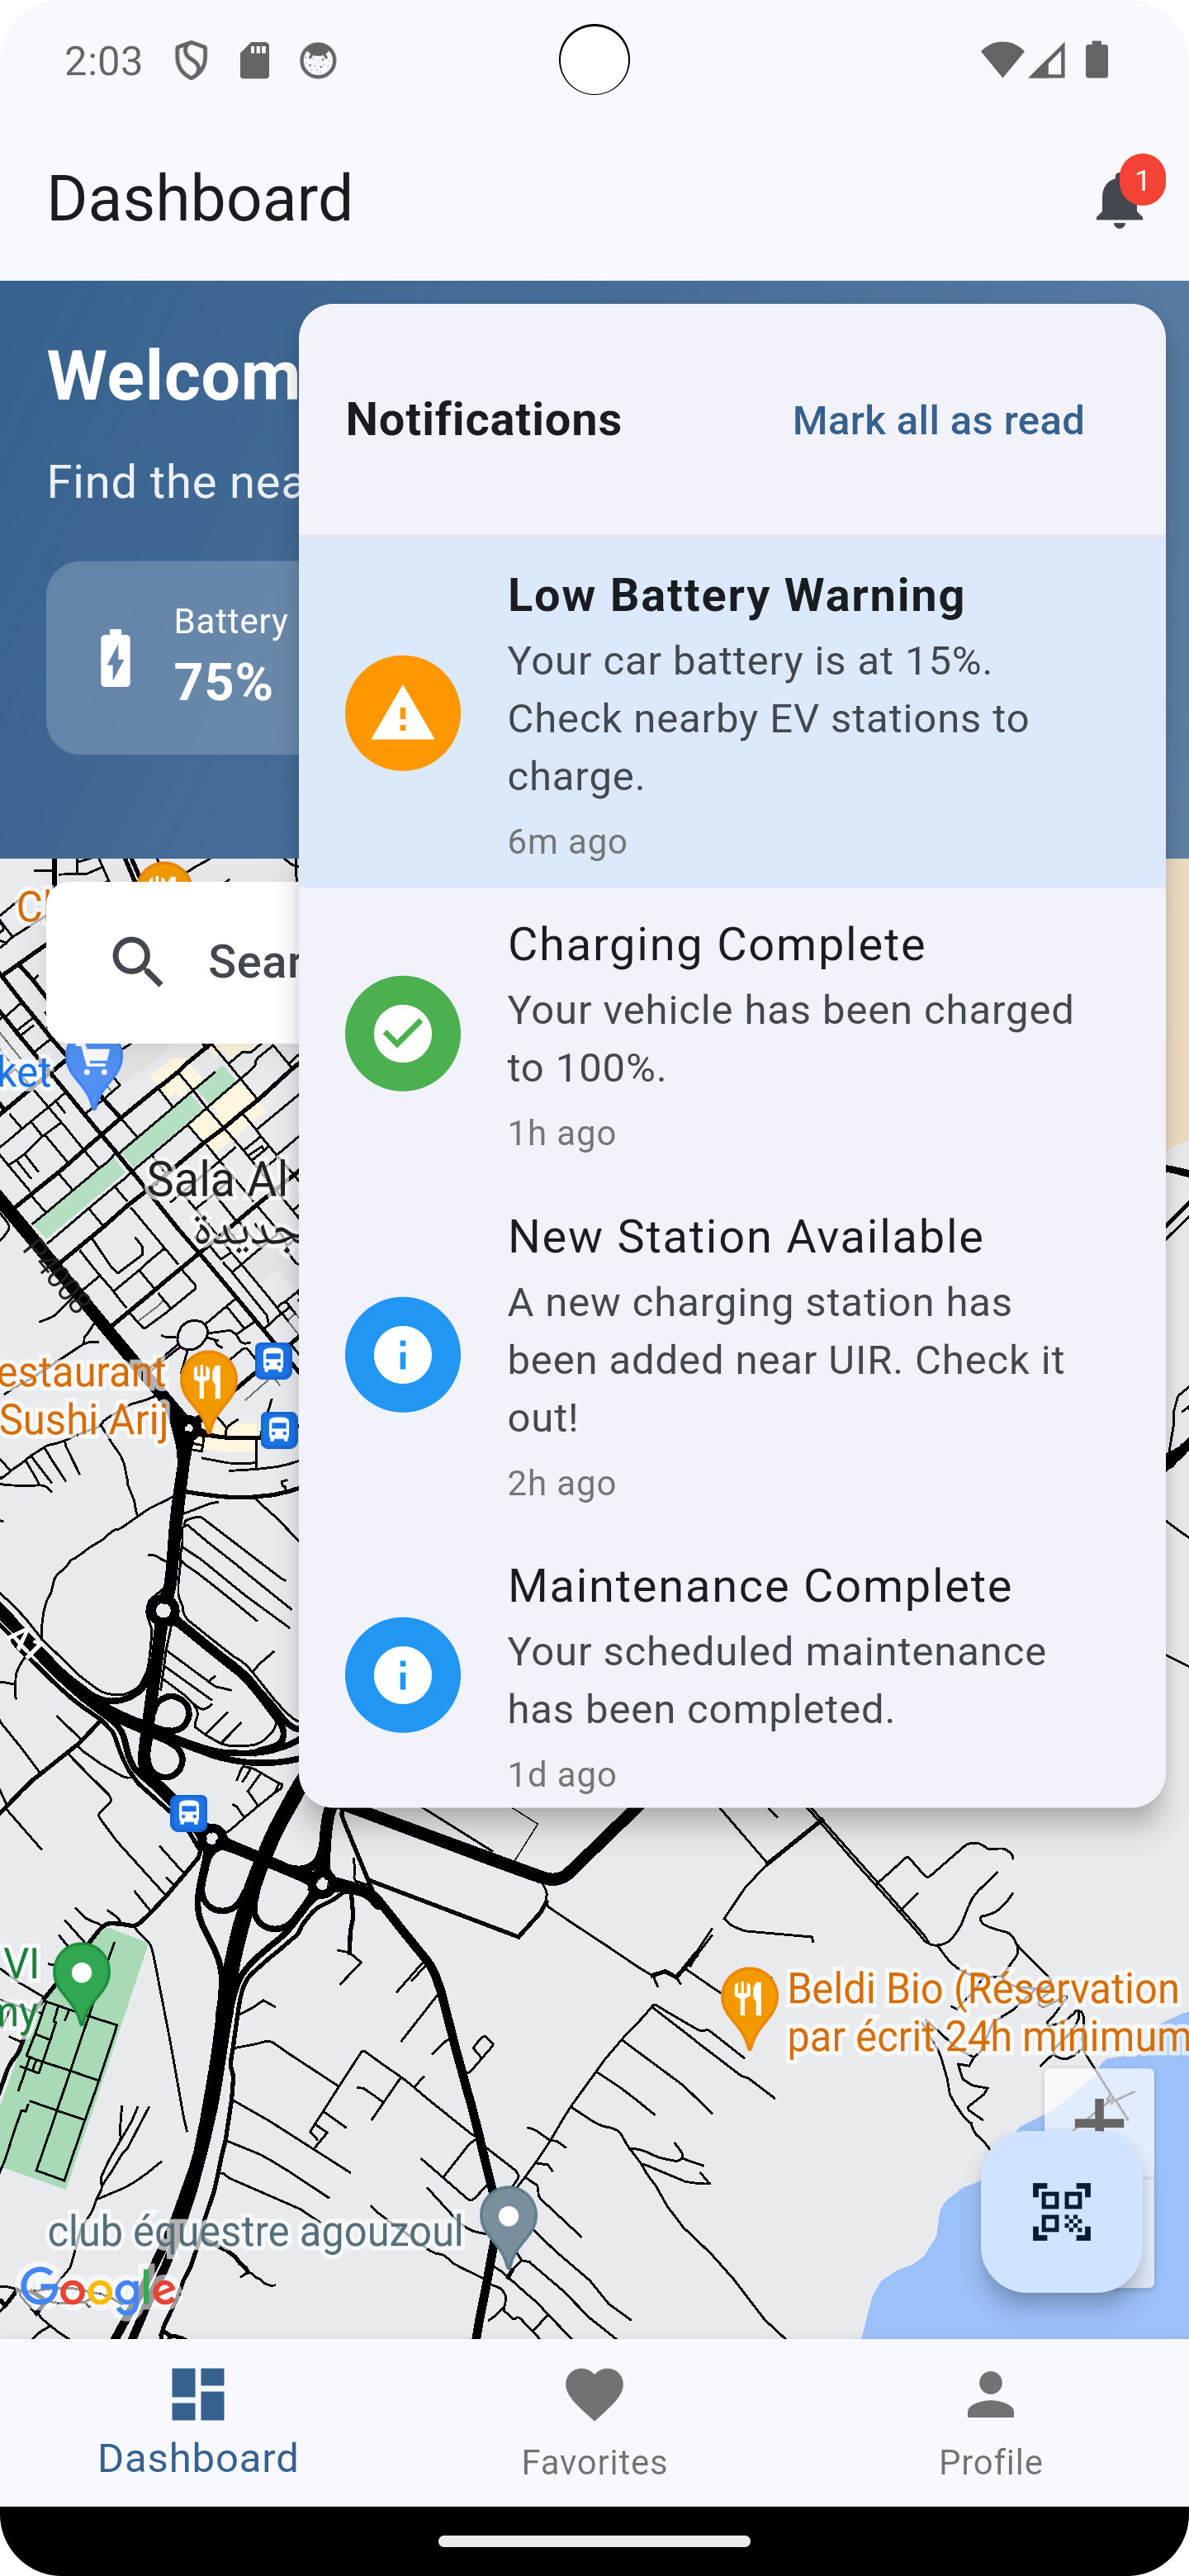 2:03
Dashboard
1
Welcom
Find the nea
Battery
75%
Notifications
Mark all as read
Low Battery Warning
Your car battery is at 15%.
Check nearby EV stations to
charge.
6m ago
Charging Complete
Your vehicle has been charged
to 100%.
1h ago
New Station Available
A new charging station has
been added near UIR. Check it
out!
2h ago
Maintenance Complete
Your scheduled maintenance
has been completed.
1d ago
Sear
ket
Sala Al
جديدة
P4008
estaurant
Sushi Arij
A1
VI
my
Beldi Bio (Réservation
par écrit 24h minimum
club équestre agouzoul
Google
Dashboard
Favorites
Profile